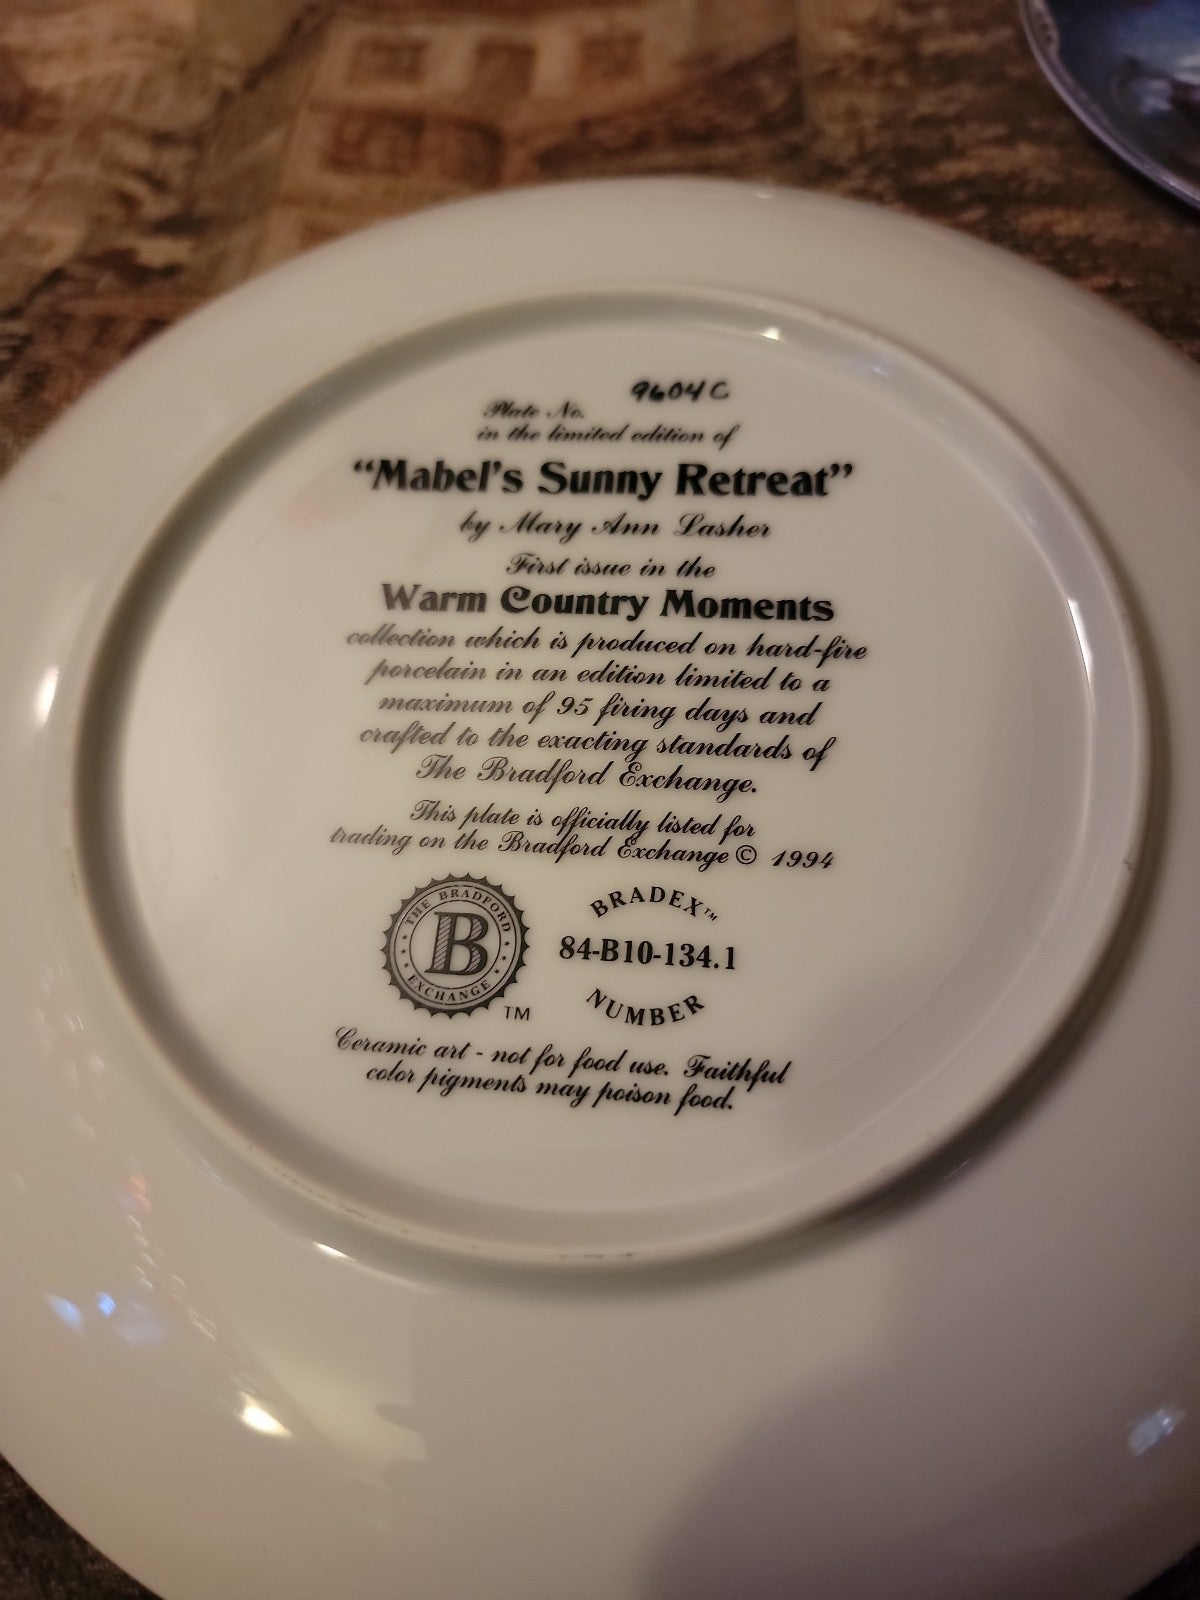 9604C
Plate No.
in the limited edition of
“Mabel’s Sunny Retreat”
by Mary Ann Lasher
First issue in the
Warm Country Moments
collection which is produced on hard-fire
porcelain in an edition limited to a
maximum of 95 firing days and
crafted to the exacting standards of
The Bradford Exchange.
This plate is officially listed for
trading on the Bradford Exchange © 1994
THE BRADFORD
B
EXCHANGE
TM
BRADEX™
84-B10-134.1
NUMBER
Ceramic art - not for food use. Faithful
color pigments may poison food.